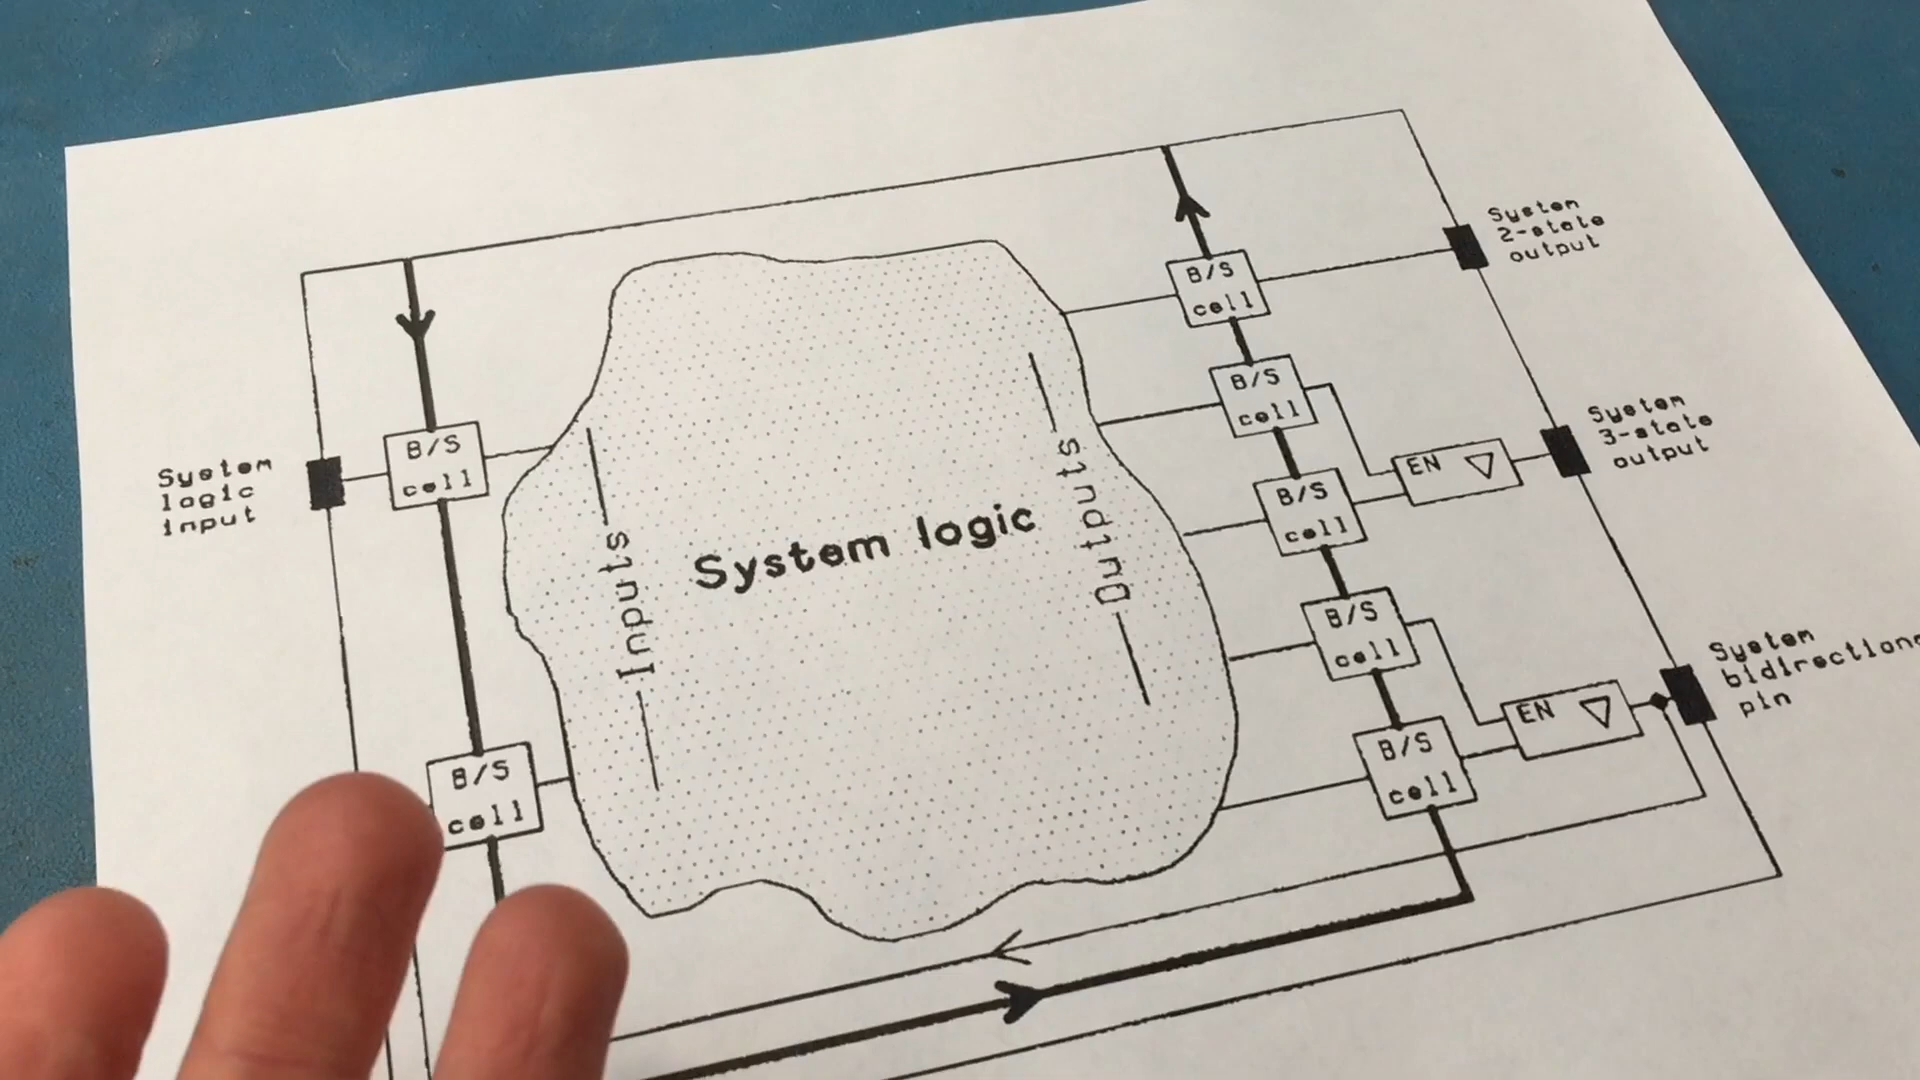 System
logic
input
B/S
cell
B/S
cell
Inputs
System logic
Outputs
B/S
cell
B/S
cell
B/S
cell
B/S
cell
B/S
cell
EN
EN
System
2-state
output
System
3-state
output
System
bidirectiona
pin